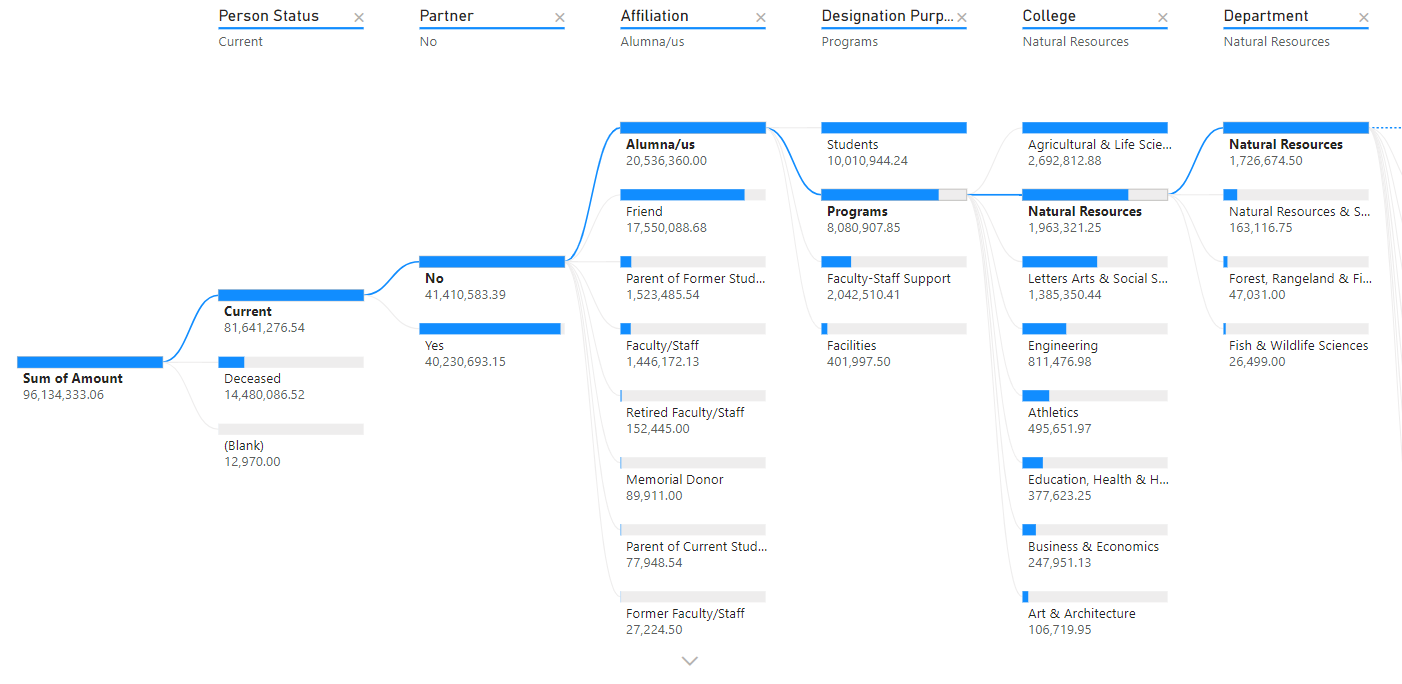 Person Status ×
Current
Partner ×
No
Affiliation ×
Alumna/us
Designation Purp... ×
Programs
College ×
Natural Resources
Department ×
Natural Resources
Sum of Amount
96,134,333.06
Current
81,641,276.54
Deceased
14,480,086.52
(Blank)
12,970.00
No
41,410,583.39
Yes
40,230,693.15
Alumna/us
20,536,360.00
Friend
17,550,088.68
Parent of Former Stud...
1,523,485.54
Faculty/Staff
1,446,172.13
Retired Faculty/Staff
152,445.00
Memorial Donor
89,911.00
Parent of Current Stud...
77,948.54
Former Faculty/Staff
27,224.50
Students
10,010,944.24
Programs
8,080,907.85
Faculty-Staff Support
2,042,510.41
Facilities
401,997.50
Agricultural & Life Scie...
2,692,812.88
Natural Resources
1,963,321.25
Letters Arts & Social S...
1,385,350.44
Engineering
811,476.98
Athletics
495,651.97
Education, Health & H...
377,623.25
Business & Economics
247,951.13
Art & Architecture
106,719.95
Natural Resources
1,726,674.50
Natural Resources & S...
163,116.75
Forest, Rangeland & Fi...
47,031.00
Fish & Wildlife Sciences
26,499.00